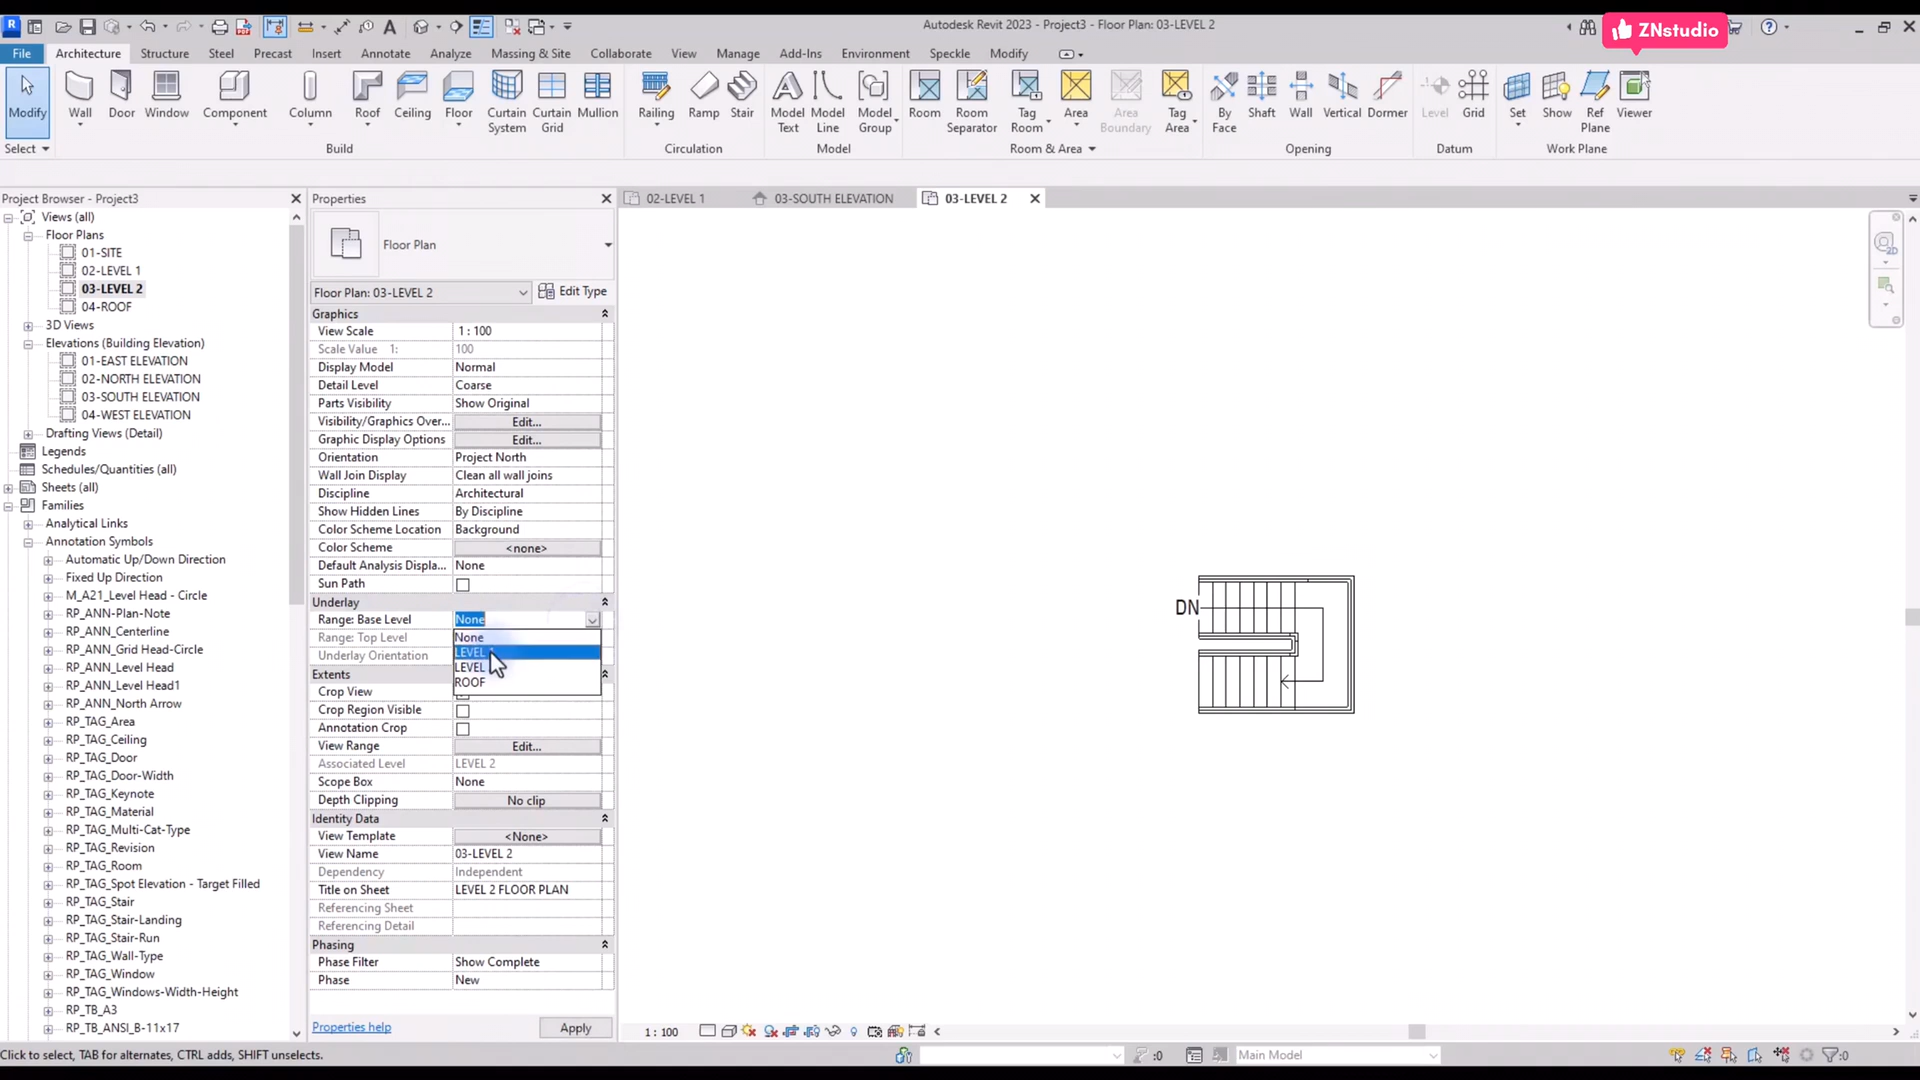 Autodesk Revit 2023 - Project3 - Floor Plan: 03-LEVEL 2
ZNstudio
File Architecture Structure Steel Precast Insert Annotate Analyze Massing & Site Collaborate View Manage Add-Ins Environment Speckle Modify
Modify Wall Door Window Component Column Roof Ceiling Floor Curtain System Curtain Grid Mullion Railing Ramp Stair Model Text Model Line Model Group Room Room Separator Tag Room Area Area Boundary Tag Area By Face Shaft Wall Vertical Dormer Level Grid Set Show Ref Plane Viewer
Select Build Circulation Model Room & Area Opening Datum Work Plane
Project Browser - Project3
Views (all)
Floor Plans
01-SITE
02-LEVEL 1
03-LEVEL 2
04-ROOF
3D Views
Elevations (Building Elevation)
01-EAST ELEVATION
02-NORTH ELEVATION
03-SOUTH ELEVATION
04-WEST ELEVATION
Drafting Views (Detail)
Legends
Schedules/Quantities (all)
Sheets (all)
Families
Analytical Links
Annotation Symbols
Automatic Up/Down Direction
Fixed Up Direction
M_A21_Level Head - Circle
RP_ANN-Plan-Note
RP_ANN_Centerline
RP_ANN_Grid Head-Circle
RP_ANN_Level Head
RP_ANN_Level Head1
RP_ANN_North Arrow
RP_TAG_Area
RP_TAG_Ceiling
RP_TAG_Door
RP_TAG_Door-Width
RP_TAG_Keynote
RP_TAG_Material
RP_TAG_Multi-Cat-Type
RP_TAG_Revision
RP_TAG_Room
RP_TAG_Spot Elevation - Target Filled
RP_TAG_Stair
RP_TAG_Stair-Landing
RP_TAG_Stair-Run
RP_TAG_Wall-Type
RP_TAG_Window
RP_TAG_Windows-Width-Height
RP_TB_A3
RP_TB_ANSI_B-11x17
Properties
Floor Plan
Floor Plan: 03-LEVEL 2 Edit Type
Graphics
View Scale 1 : 100
Scale Value 1: 100
Display Model Normal
Detail Level Coarse
Parts Visibility Show Original
Visibility/Graphics Over... Edit...
Graphic Display Options Edit...
Orientation Project North
Wall Join Display Clean all wall joins
Discipline Architectural
Show Hidden Lines By Discipline
Color Scheme Location Background
Color Scheme <none>
Default Analysis Displa... None
Sun Path
Underlay
Range: Base Level None
Range: Top Level None
Underlay Orientation LEVEL
LEVEL
ROOF
Extents
Crop View
Crop Region Visible
Annotation Crop
View Range Edit...
Associated Level LEVEL 2
Scope Box None
Depth Clipping No clip
Identity Data
View Template <None>
View Name 03-LEVEL 2
Dependency Independent
Title on Sheet LEVEL 2 FLOOR PLAN
Referencing Sheet
Referencing Detail
Phasing
Phase Filter Show Complete
Phase New
Properties help Apply
02-LEVEL 1 03-SOUTH ELEVATION 03-LEVEL 2
2D
DN
1 : 100
Click to select, TAB for alternates, CTRL adds, SHIFT unselects. :0 Main Model :0